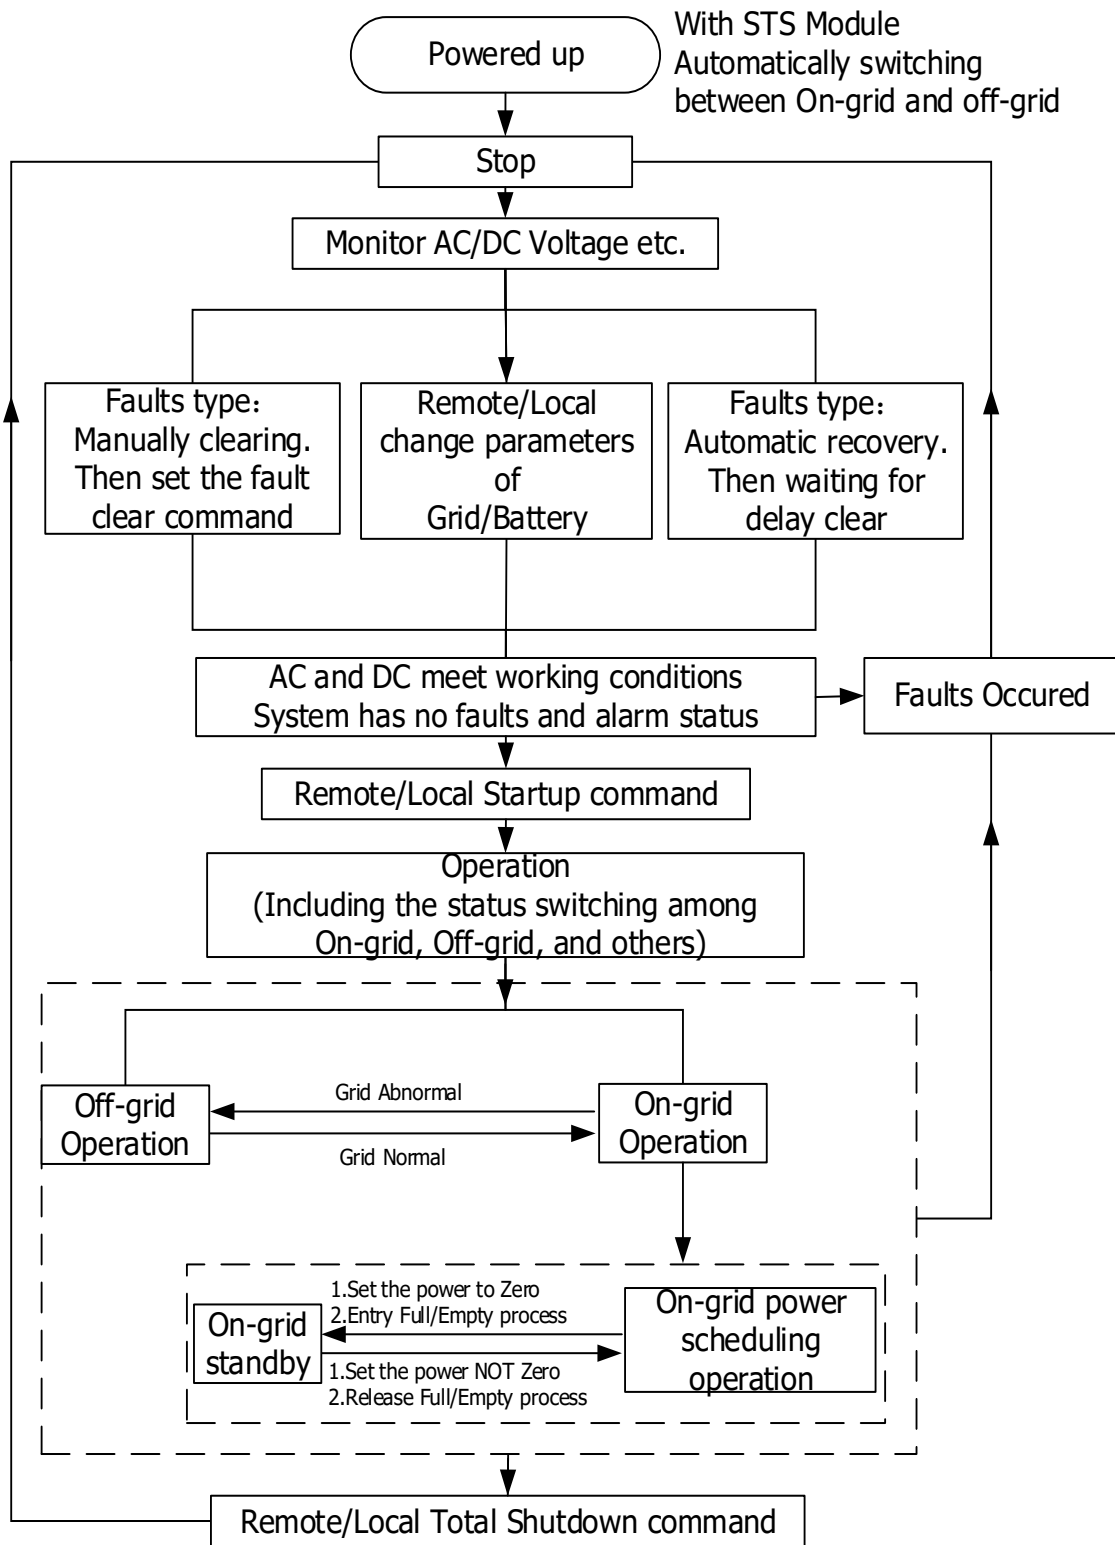 Powered up
With STS Module
Automatically switching
between On-grid and off-grid
Stop
Monitor AC/DC Voltage etc.
Faults type：
Manually clearing.
Then set the fault
clear command
Remote/Local
change parameters
of
Grid/Battery
Faults type：
Automatic recovery.
Then waiting for
delay clear
AC and DC meet working conditions
System has no faults and alarm status
Faults Occured
Remote/Local Startup command
Operation
(Including the status switching among
On-grid, Off-grid, and others)
Off-grid
Operation
Grid Abnormal
Grid Normal
On-grid
Operation
On-grid
standby
1.Set the power to Zero
2.Entry Full/Empty process
1.Set the power NOT Zero
2.Release Full/Empty process
On-grid power
scheduling
operation
Remote/Local Total Shutdown command